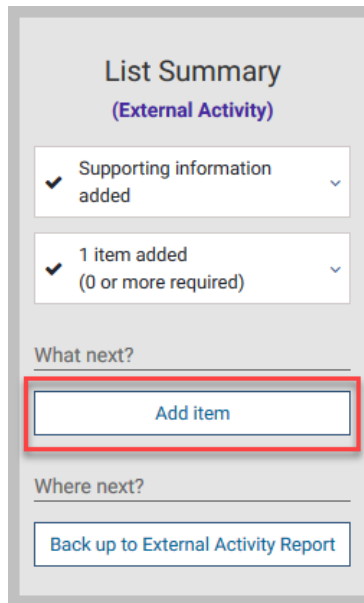 List Summary
(External Activity)
Supporting information
added
1 item added
(0 or more required)
What next?
Add item
Where next?
Back up to External Activity Report